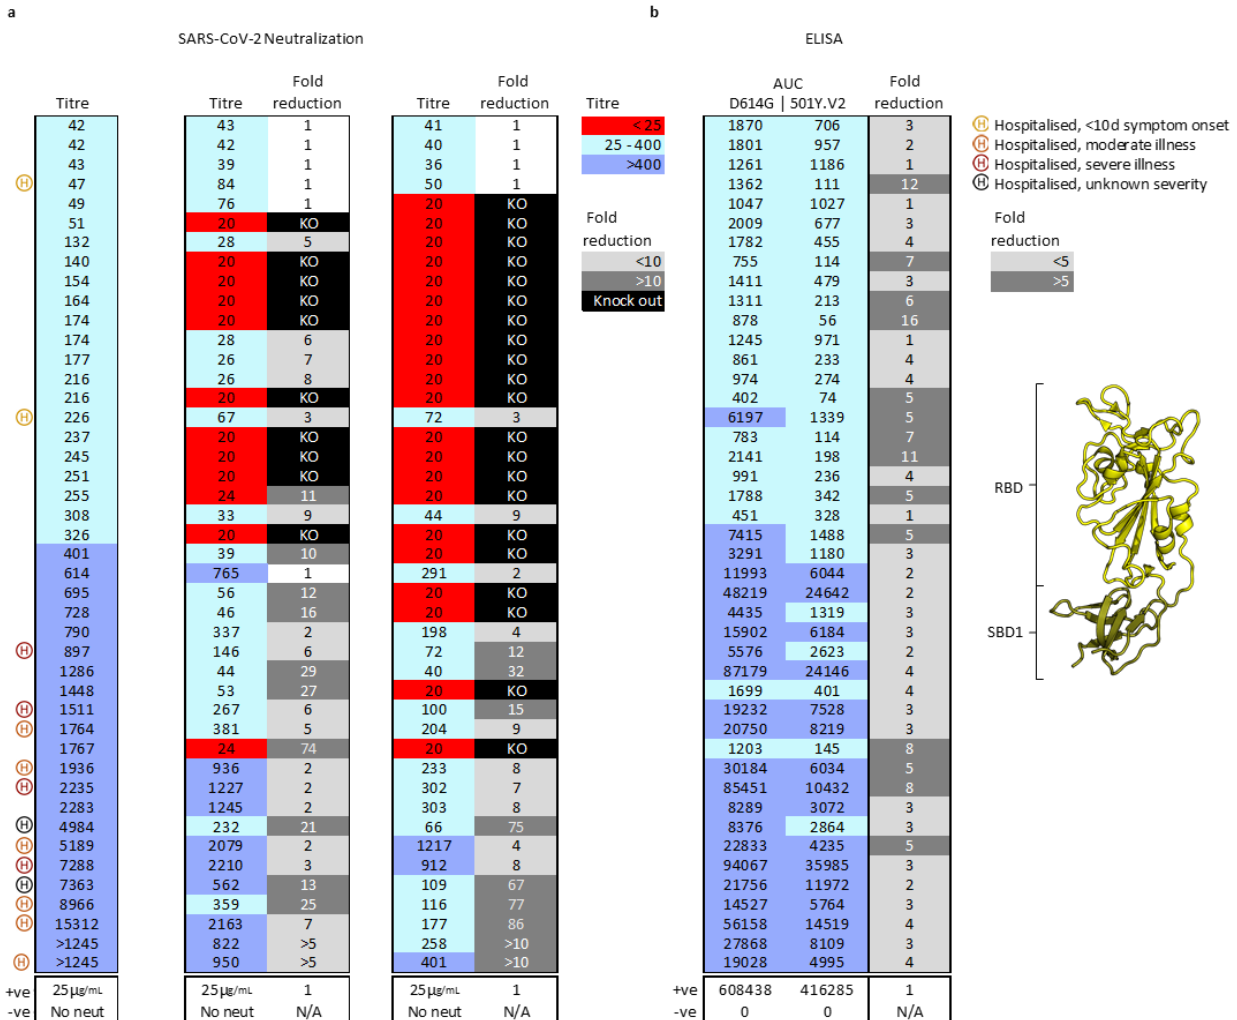 a
b
SARS-CoV-2 Neutralization
ELISA
Fold
Fold
AUC
Fold
Titre
Titre
reduction
Titre
reduction
Titre
D614G | 501Y.V2
reduction
42 43 1 41 1 <25 1870 706 3 H Hospitalised, <10d symptom onset
42 42 1 40 1 25 - 400 1801 957 2 H Hospitalised, moderate illness
43 39 1 36 1 >400 1261 1186 1 H Hospitalised, severe illness
H 47 84 1 50 1 1362 111 12 H Hospitalised, unknown severity
49 76 1 20 KO 1047 1027 1
51 20 KO 20 KO Fold 2009 677 3 Fold
132 28 5 20 KO reduction 1782 455 4 reduction
140 20 KO 20 KO <10 755 114 7 <5
154 20 KO 20 KO >10 1411 479 3 >5
164 20 KO 20 KO Knock out 1311 213 6
174 20 KO 20 KO 878 56 16
174 28 6 20 KO 1245 971 1
177 26 7 20 KO 861 233 4
216 26 8 20 KO 974 274 4
216 20 KO 20 KO 402 74 5
H 226 67 3 72 3 6197 1339 5
237 20 KO 20 KO 783 114 7
245 20 KO 20 KO 2141 198 11
251 20 KO 20 KO 991 236 4
255 24 11 20 KO 1788 342 5 RBD
308 33 9 44 9 451 328 1
326 20 KO 20 KO 7415 1488 5
401 39 10 20 KO 3291 1180 3
614 765 1 291 2 11993 6044 2
695 56 12 20 KO 48219 24642 2
728 46 16 20 KO 4435 1319 3
790 337 2 198 4 15902 6184 3 SBD1
H 897 146 6 72 12 5576 2623 2
1286 44 29 40 32 87179 24146 4
1448 53 27 20 KO 1699 401 4
H 1511 267 6 100 15 19232 7528 3
H 1764 381 5 204 9 20750 8219 3
1767 24 74 20 KO 1203 145 8
H 1936 936 2 233 8 30184 6034 5
H 2235 1227 2 302 7 85451 10432 8
2283 1245 2 303 8 8289 3072 3
H 4984 232 21 66 75 8376 2864 3
H 5189 2079 2 1217 4 22833 4235 5
H 7288 2210 3 912 8 94067 35985 3
H 7363 562 13 109 67 21756 11972 2
H 8966 359 25 116 77 14527 5764 3
H 15312 2163 7 177 86 56158 14519 4
>1245 822 >5 258 >10 27868 8109 3
H >1245 950 >5 401 >10 19028 4995 4
+ve 25µg/mL 25µg/mL 1 25µg/mL 1 +ve 608438 416285 1
-ve No neut No neut N/A No neut N/A -ve 0 0 N/A